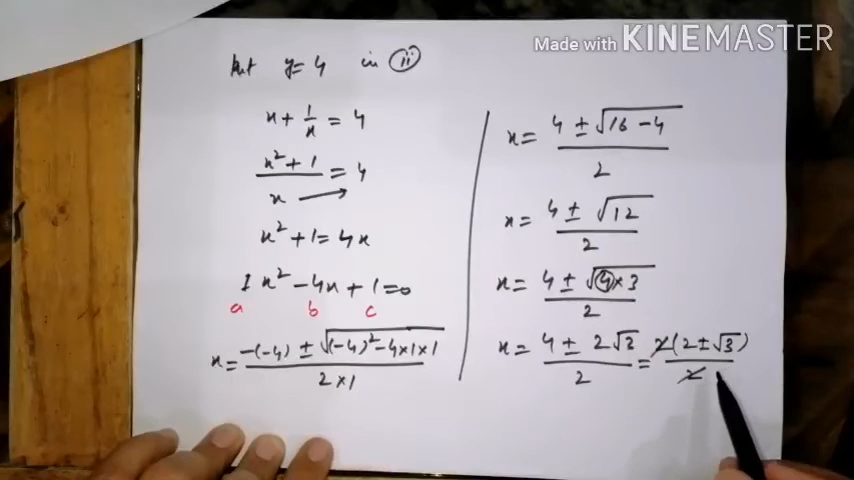 Made with KINEMASTER
Put y = 4 in (ii)
x + 1/x = 4
(x² + 1)/x = 4
x² + 1 = 4x
1 x² - 4x + 1 = 0
a b c
x = (-(-4) ± √((-4)² - 4×1×1))/(2×1)
x = (4 ± √(16 - 4))/2
x = (4 ± √12)/2
x = (4 ± √(4×3))/2
x = (4 ± 2√3)/2 = 2(2 ± √3)/2